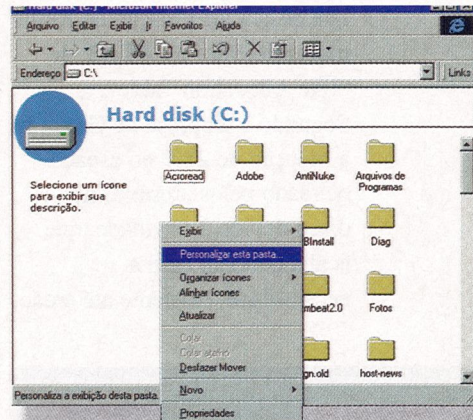 Hard disk (C:) - Microsoft Internet Explorer
Arquivo Editar Exibir Ir Favoritos Ajuda
Endereço C:\ Links
Hard disk (C:)
Selecione um ícone
para exibir sua
descrição.
Acroread Adobe AntiNuke Arquivos de
Programas
BInstall Diag
mbeat2.0 Fotos
gn.old host-news
Exibir
Personalizar esta pasta...
Organizar ícones
Alinhar ícones
Atualizar
Colar
Colar atalho
Desfazer Mover
Novo
Propriedades
Personaliza a exibição desta pasta.